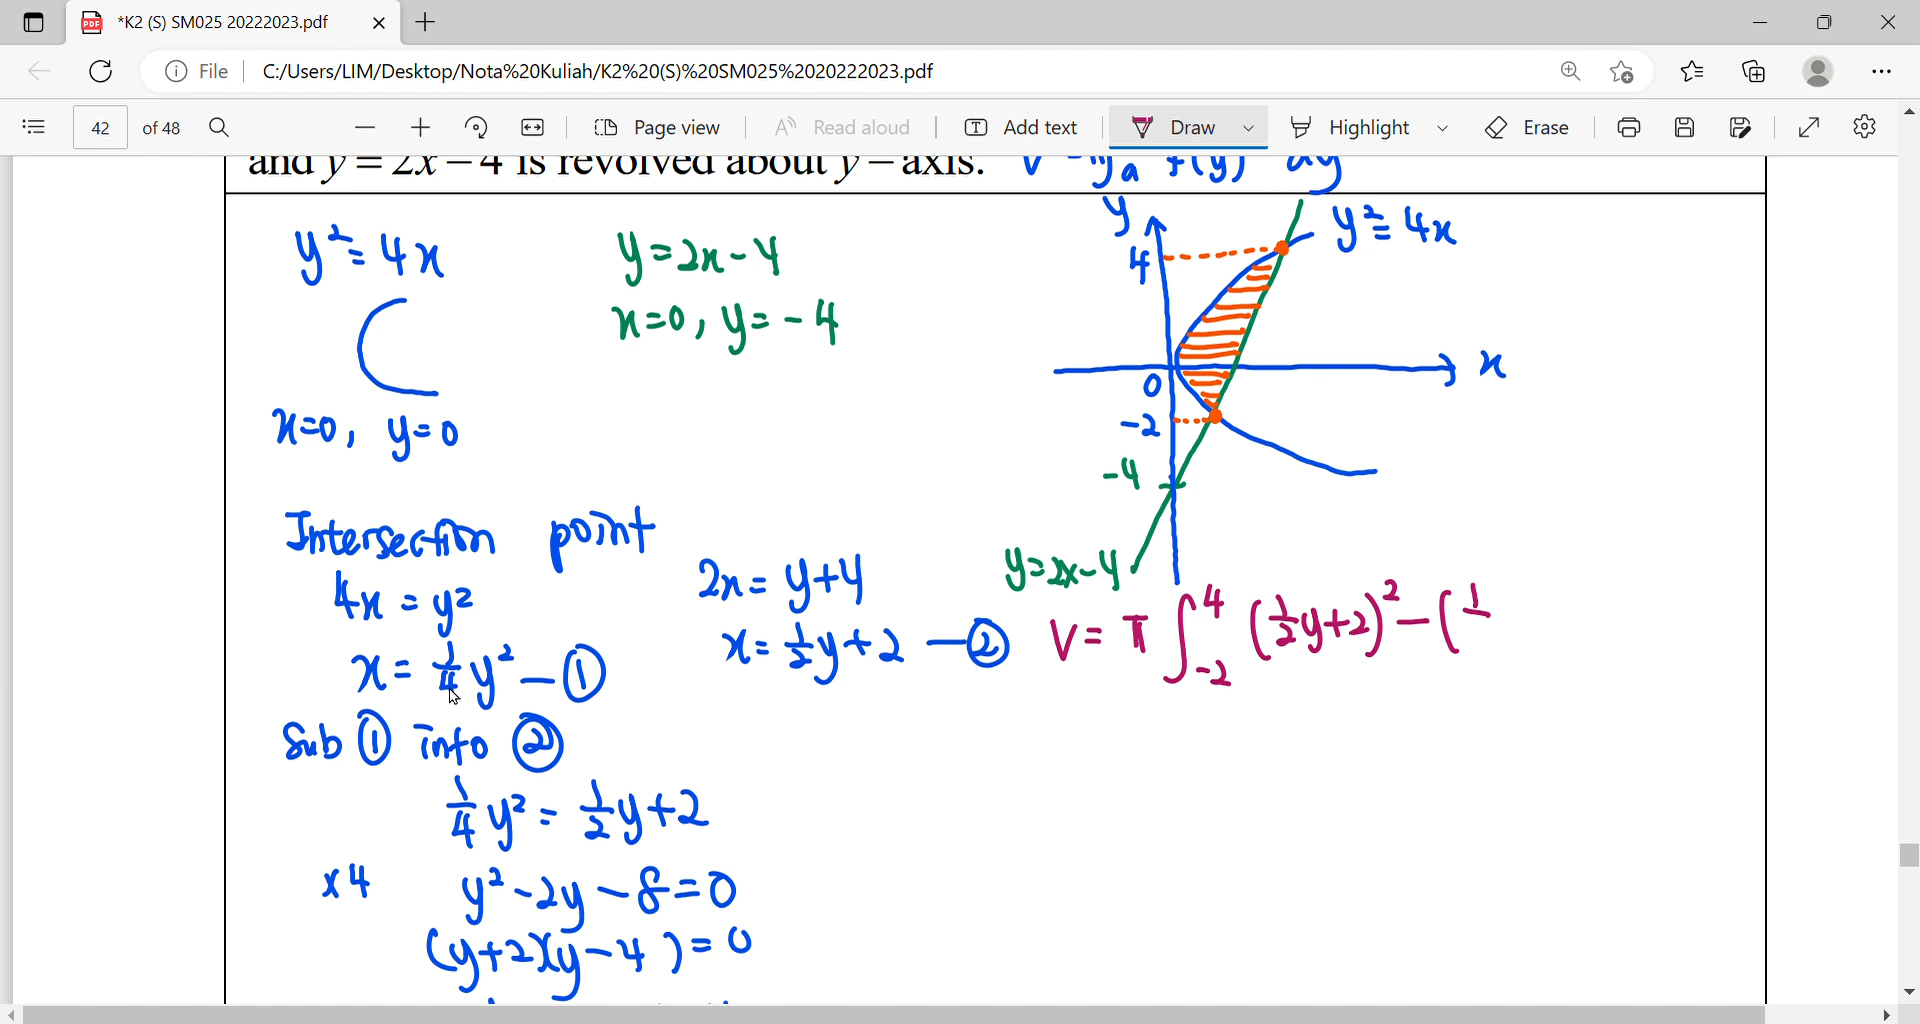 *K2 (S) SM025 20222023.pdf
File
C:/Users/LIM/Desktop/Nota%20Kuliah/K2%20(S)%20SM025%2020222023.pdf
42 of 48
Page view
Read aloud
Add text
Draw
Highlight
Erase
and y = 2x − 4 is revolved about y − axis.
y² = 4x
y = 2x - 4
y
y² = 4x
4
x=0, y = -4
x
0
x=0, y=0
-2
-4
Intersection point
4x = y²
2x = y+4
y=2x-4
x = 1/4 y² — ①
x = 1/2 y + 2 — ②
V = π ∫₋₂⁴ (1/2 y+2)² − (1
Sub ① into ②
1/4 y² = 1/2 y + 2
x4 y² - 2y - 8 = 0
(y+2)(y-4) = 0